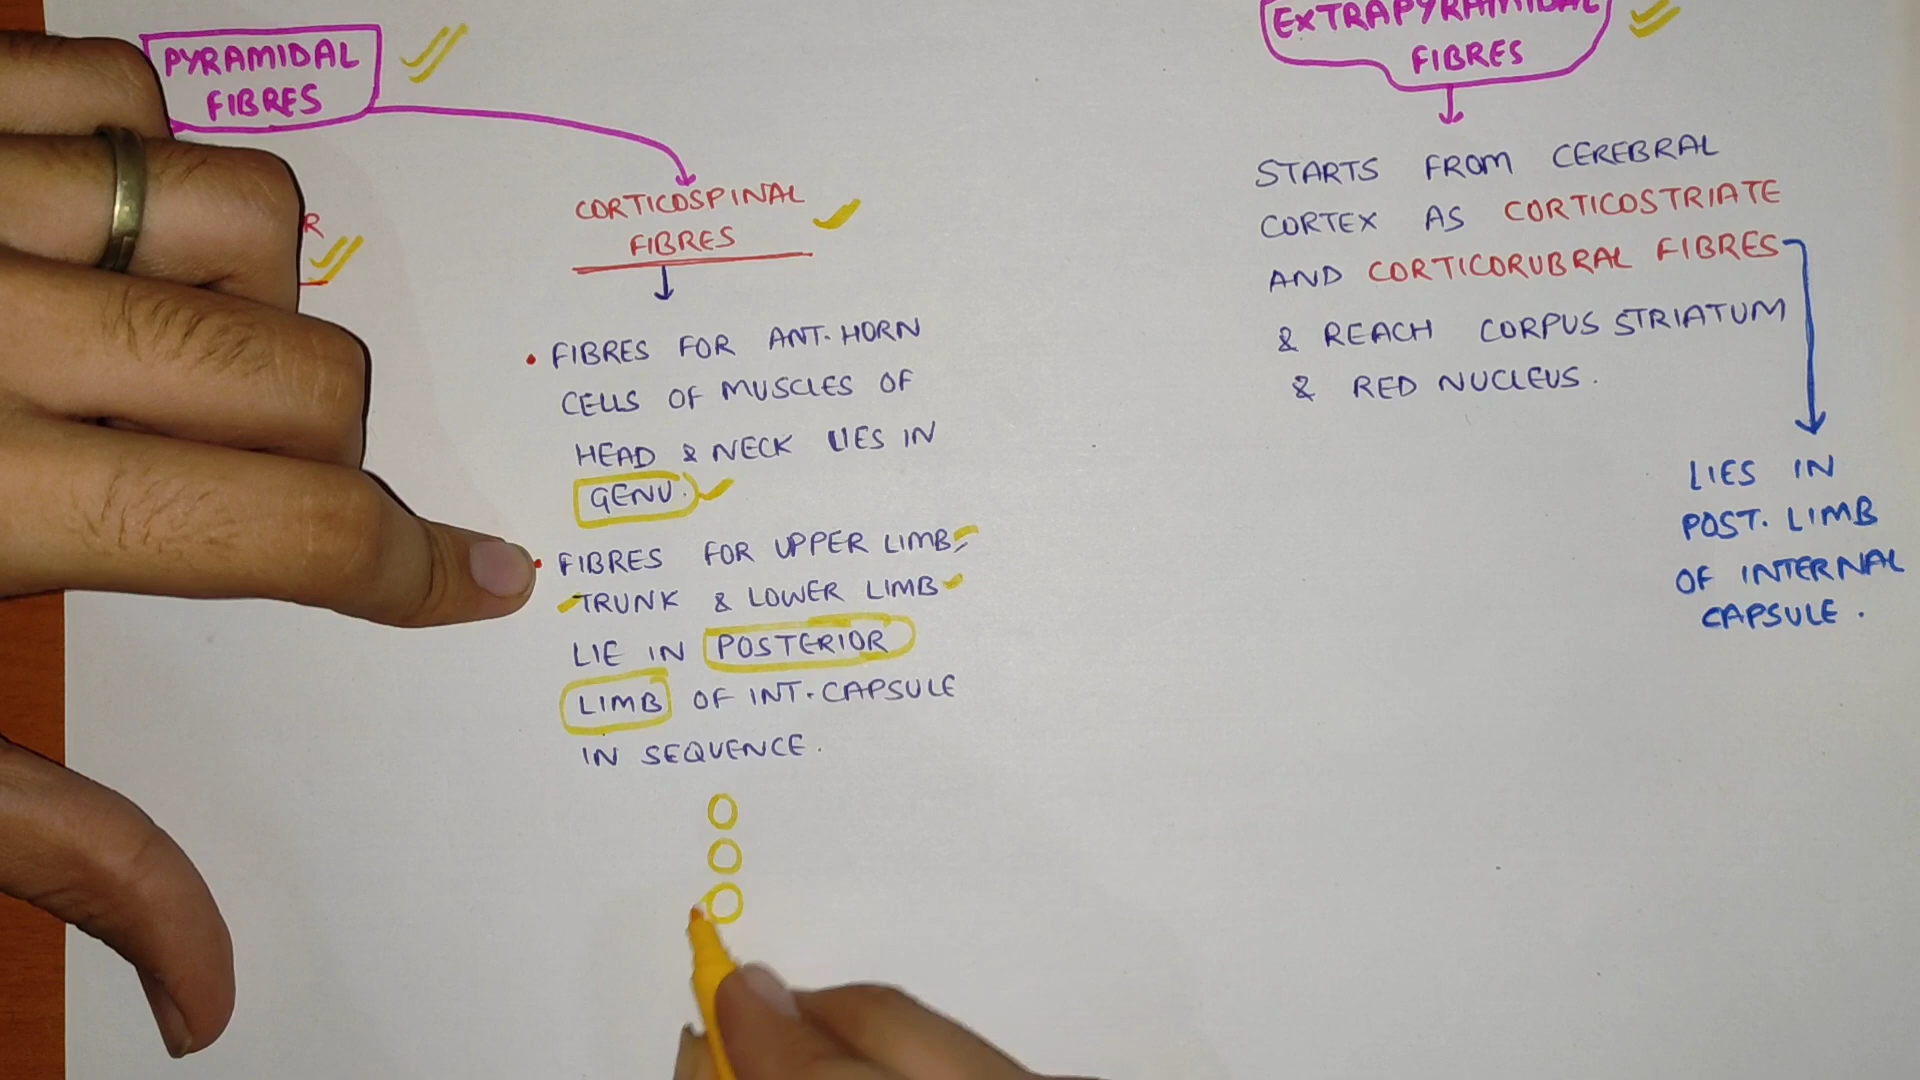 PYRAMIDAL
FIBRES
R
CORTICOSPINAL
FIBRES
• FIBRES FOR ANT. HORN
CELLS OF MUSCLES OF
HEAD & NECK LIES IN
GENU.
• FIBRES FOR UPPER LIMB,
TRUNK & LOWER LIMB
LIE IN POSTERIOR
LIMB OF INT. CAPSULE
IN SEQUENCE.
EXTRAPYRAMIDAL
FIBRES
STARTS FROM CEREBRAL
CORTEX AS CORTICOSTRIATE
AND CORTICORUBRAL FIBRES
& REACH CORPUS STRIATUM
& RED NUCLEUS.
LIES IN
POST. LIMB
OF INTERNAL
CAPSULE.